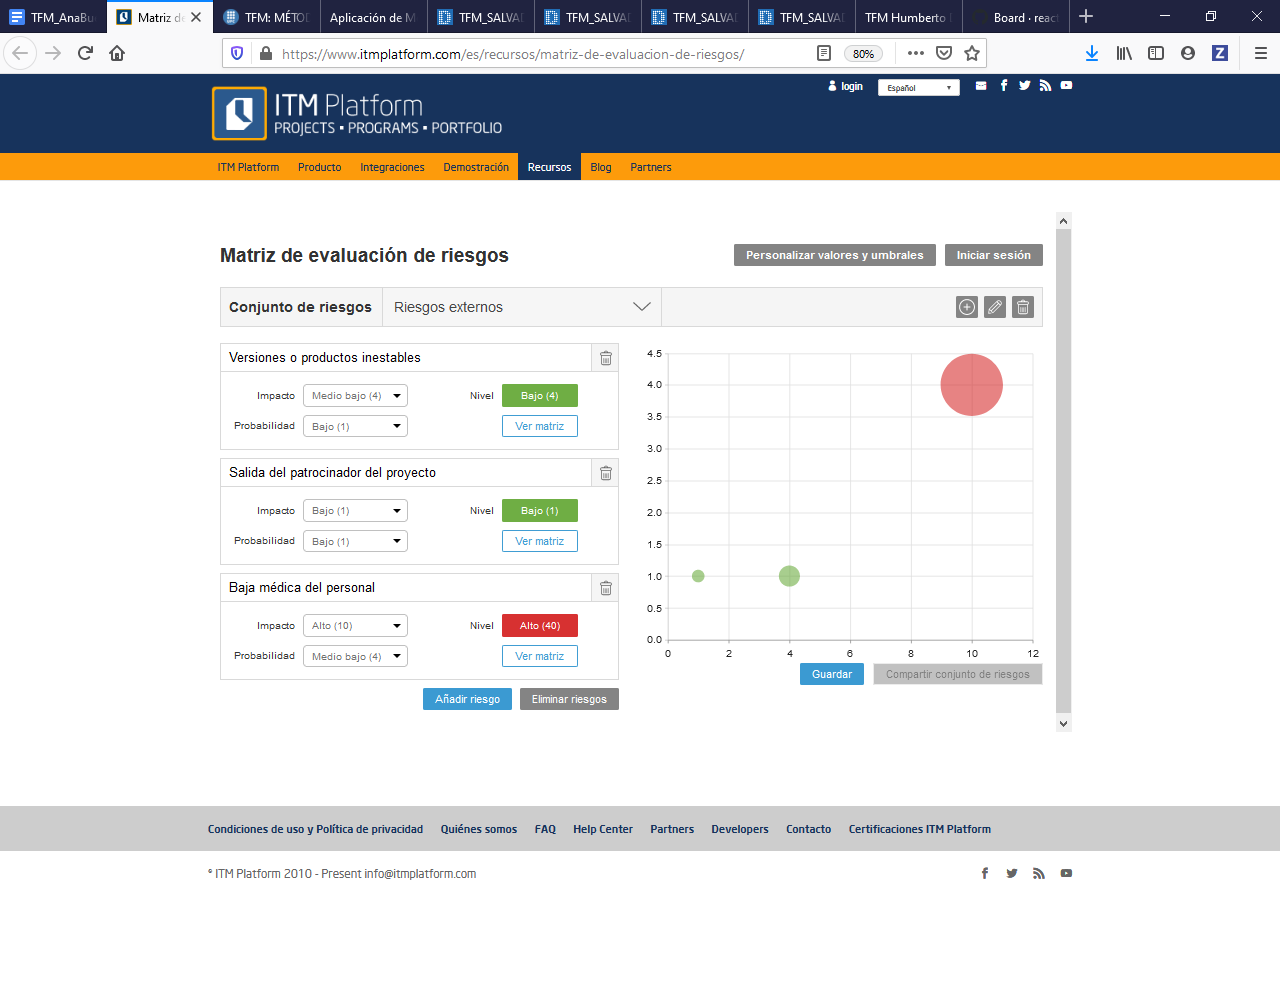 TFM_AnaBu
Matriz de
TFM: MÉTOD
Aplicación de M
TFM_SALVAD
TFM_SALVAD
TFM_SALVAD
TFM_SALVAD
TFM Humberto
Board · reac
https://www.itmplatform.com/es/recursos/matriz-de-evaluacion-de-riesgos/
80%
login
Español
ITM Platform
PROJECTS ▪ PROGRAMS ▪ PORTFOLIO
ITM Platform
Producto
Integraciones
Demostración
Recursos
Blog
Partners
Matriz de evaluación de riesgos
Personalizar valores y umbrales
Iniciar sesión
Conjunto de riesgos
Riesgos externos
Versiones o productos inestables
Impacto
Medio bajo (4)
Nivel
Bajo (4)
Probabilidad
Bajo (1)
Ver matriz
Salida del patrocinador del proyecto
Impacto
Bajo (1)
Nivel
Bajo (1)
Probabilidad
Bajo (1)
Ver matriz
Baja médica del personal
Impacto
Alto (10)
Nivel
Alto (40)
Probabilidad
Medio bajo (4)
Ver matriz
Añadir riesgo
Eliminar riesgos
4.5
4.0
3.5
3.0
2.5
2.0
1.5
1.0
0.5
0.0
0 2 4 6 8 10 12
Guardar
Compartir conjunto de riesgos
Condiciones de uso y Política de privacidad
Quiénes somos
FAQ
Help Center
Partners
Developers
Contacto
Certificaciones ITM Platform
© ITM Platform 2010 - Present info@itmplatform.com